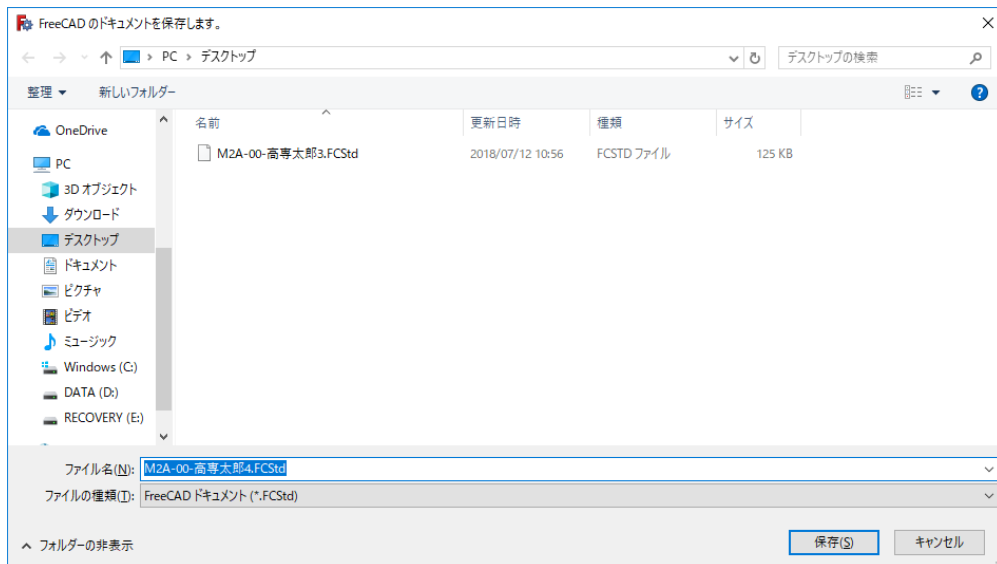 FreeCAD のドキュメントを保存します。
PC › デスクトップ
デスクトップの検索
整理 新しいフォルダー
名前 更新日時 種類 サイズ
M2A-00-高専太郎3.FCStd 2018/07/12 10:56 FCSTD ファイル 125 KB
OneDrive
PC
3D オブジェクト
ダウンロード
デスクトップ
ドキュメント
ピクチャ
ビデオ
ミュージック
Windows (C:)
DATA (D:)
RECOVERY (E:)
ファイル名(N): M2A-00-高専太郎4.FCStd
ファイルの種類(T): FreeCAD ドキュメント (*.FCStd)
フォルダーの非表示 保存(S) キャンセル